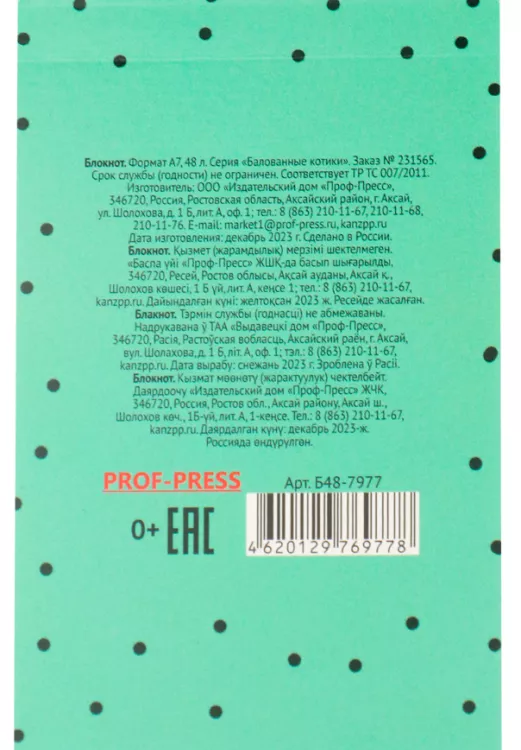 Блокнот. Формат А7, 48 л. Серия «Балованные котики». Заказ № 231565.
Срок службы (годности) не ограничен. Соответствует ТР ТС 007/2011.
Изготовитель: ООО «Издательский дом «Проф-Пресс»,
346720, Россия, Ростовская область, Аксайский район, г. Аксай,
ул. Шолохова, д. 1 Б, лит. А, оф. 1; тел.: 8 (863) 210-11-67, 210-11-68,
210-11-76. E-mail: market1@prof-press.ru, kanzpp.ru
Дата изготовления: декабрь 2023 г. Сделано в России.
Блокнот. Қызмет (жарамдылық) мерзімі шектелмеген.
«Баспа үйі «Проф-Пресс» ЖШҚ-да басып шығарылды,
346720, Ресей, Ростов облысы, Ақсай ауданы, Аксай қ.,
Шолохов көшесі, 1 Б үй, лит. А, кеңсе 1; тел.: 8 (863) 210-11-67,
kanzpp.ru. Дайындалған күні: желтоқсан 2023 ж. Ресейде жасалған.
Блокнот. Тэрмін службы (годнасці) не абмежаваны.
Надрукавана ў ТАА «Выдавецкі дом «Проф-Пресс»,
346720, Расія, Растоўская вобласць, Аксайскі раён, г. Аксай,
вул. Шолахава, д. 1 Б, літ. А, оф. 1; тэл.: 8 (863) 210-11-67,
kanzpp.ru. Дата вырабу: снежань 2023 г. Зроблена ў Расіі.
Блокнот. Кызмат мөөнөтү (жарактуулук) чектелбейт.
Даярдоочу «Издательский дом «Проф-Пресс» ЖЧК,
346720, Россия, Ростов обл., Аксай району, Аксай ш.,
Шолохов көч., 1Б-үй, лит. А, 1-кеңсе. Тел.: 8 (863) 210-11-67,
kanzpp.ru. Даярдалган күнү: декабрь 2023-ж.
Россияда өндүрүлгөн.
PROF-PRESS Арт. Б48-7977
0+ EAC
4 620129 769778